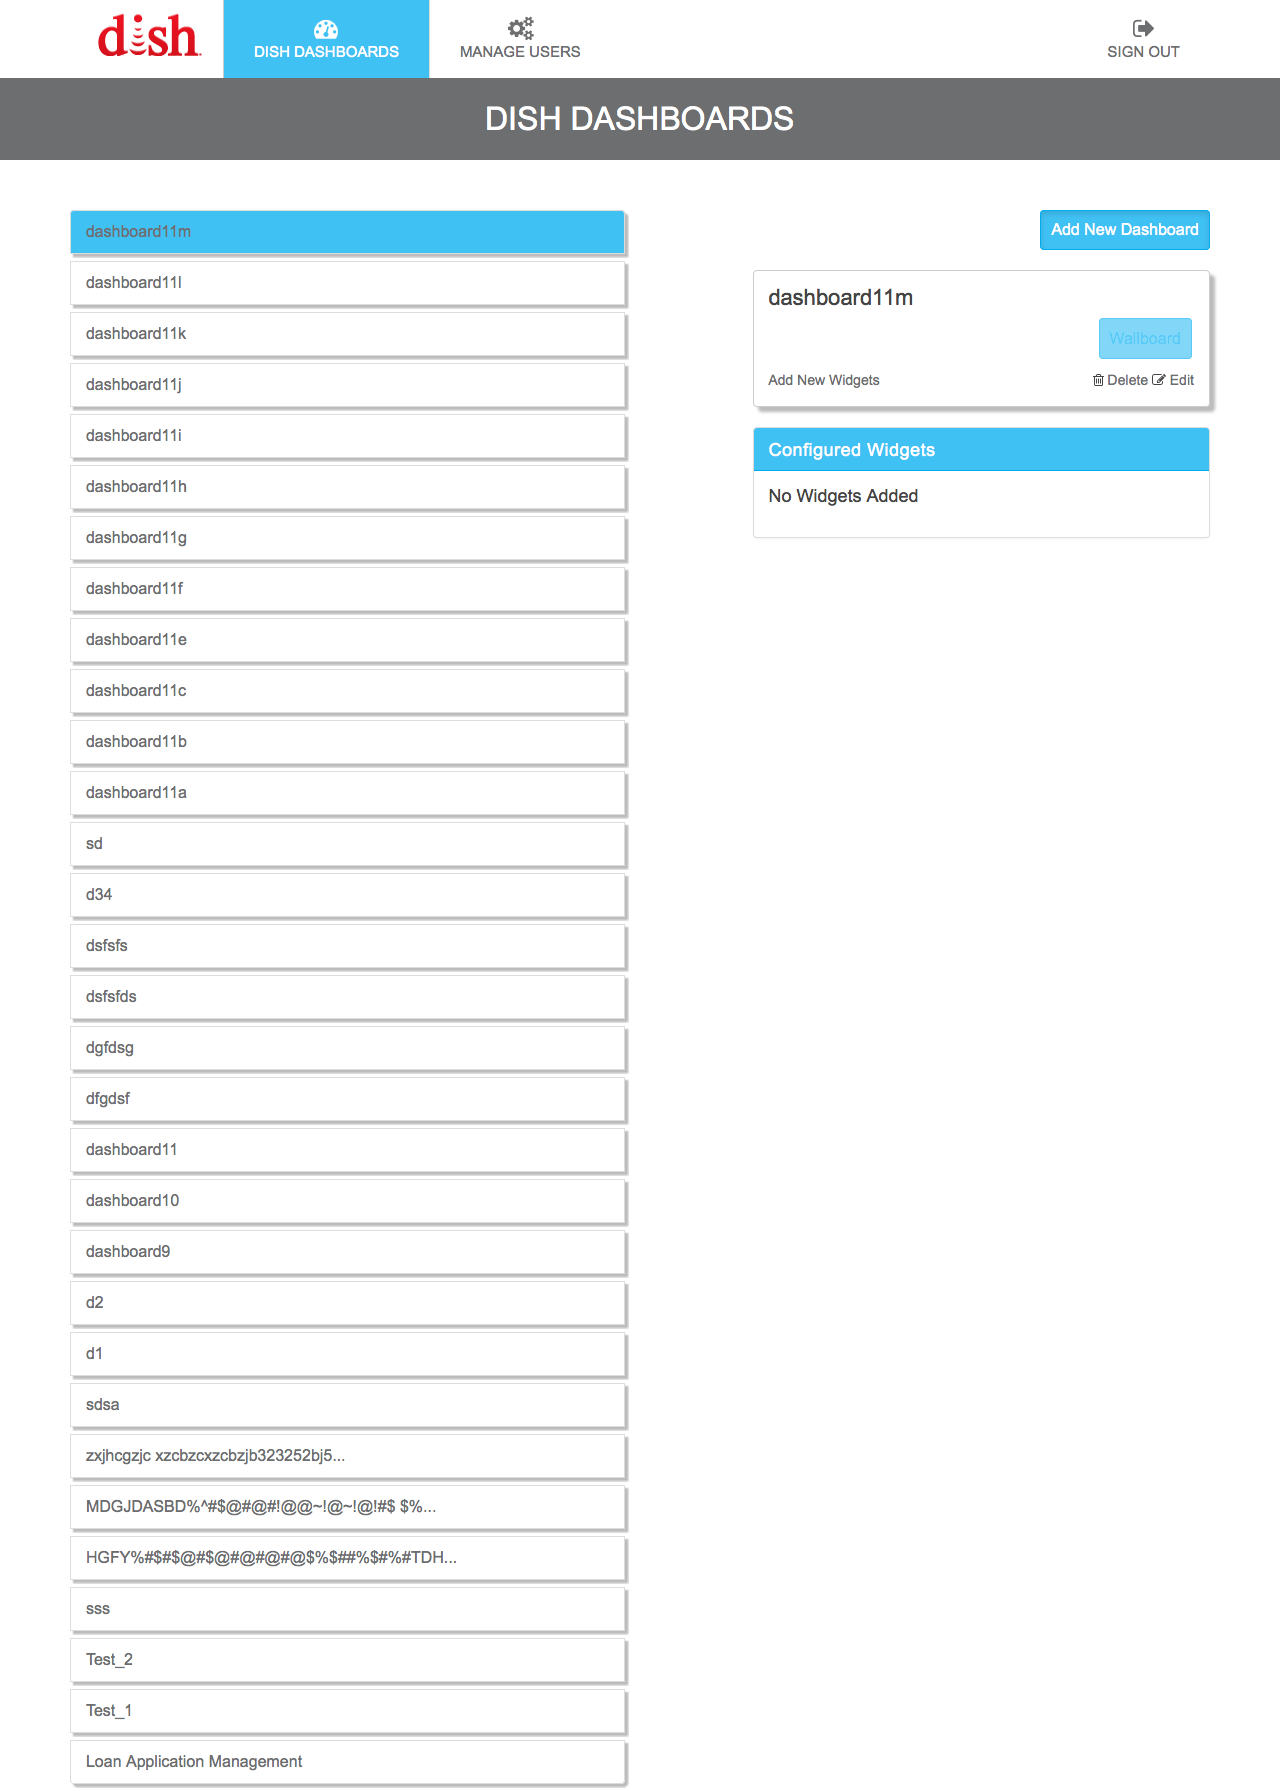 dish
DISH DASHBOARDS
MANAGE USERS
SIGN OUT
DISH DASHBOARDS
dashboard11m
dashboard11l
dashboard11k
dashboard11j
dashboard11i
dashboard11h
dashboard11g
dashboard11f
dashboard11e
dashboard11c
dashboard11b
dashboard11a
sd
d34
dsfsfs
dsfsfds
dgfdsg
dfgdsf
dashboard11
dashboard10
dashboard9
d2
d1
sdsa
zxjhcgzjc xzcbzcxzcbzjb323252bj5...
MDGJDASBD%^#$@#@#!@@~!@~!@!#$ $%...
HGFY%#$#$@#$@#@#@#@$%$##%$#%#TDH...
sss
Test_2
Test_1
Loan Application Management
Add New Dashboard
dashboard11m
Wallboard
Add New Widgets
Delete Edit
Configured Widgets
No Widgets Added